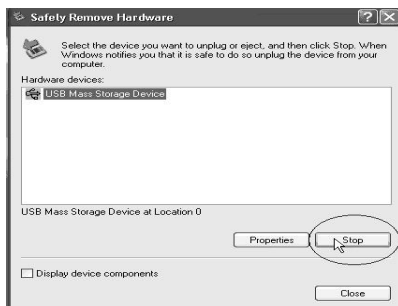 Safety Remove Hardware
Select the device you want to unplug or eject, and then click Stop. When
Windows notifies you that it is safe to do so unplug the device from your
computer.
Hardware devices:
USB Mass Storage Device
USB Mass Storage Device at Location 0
Properties Stop
Display device components
Close